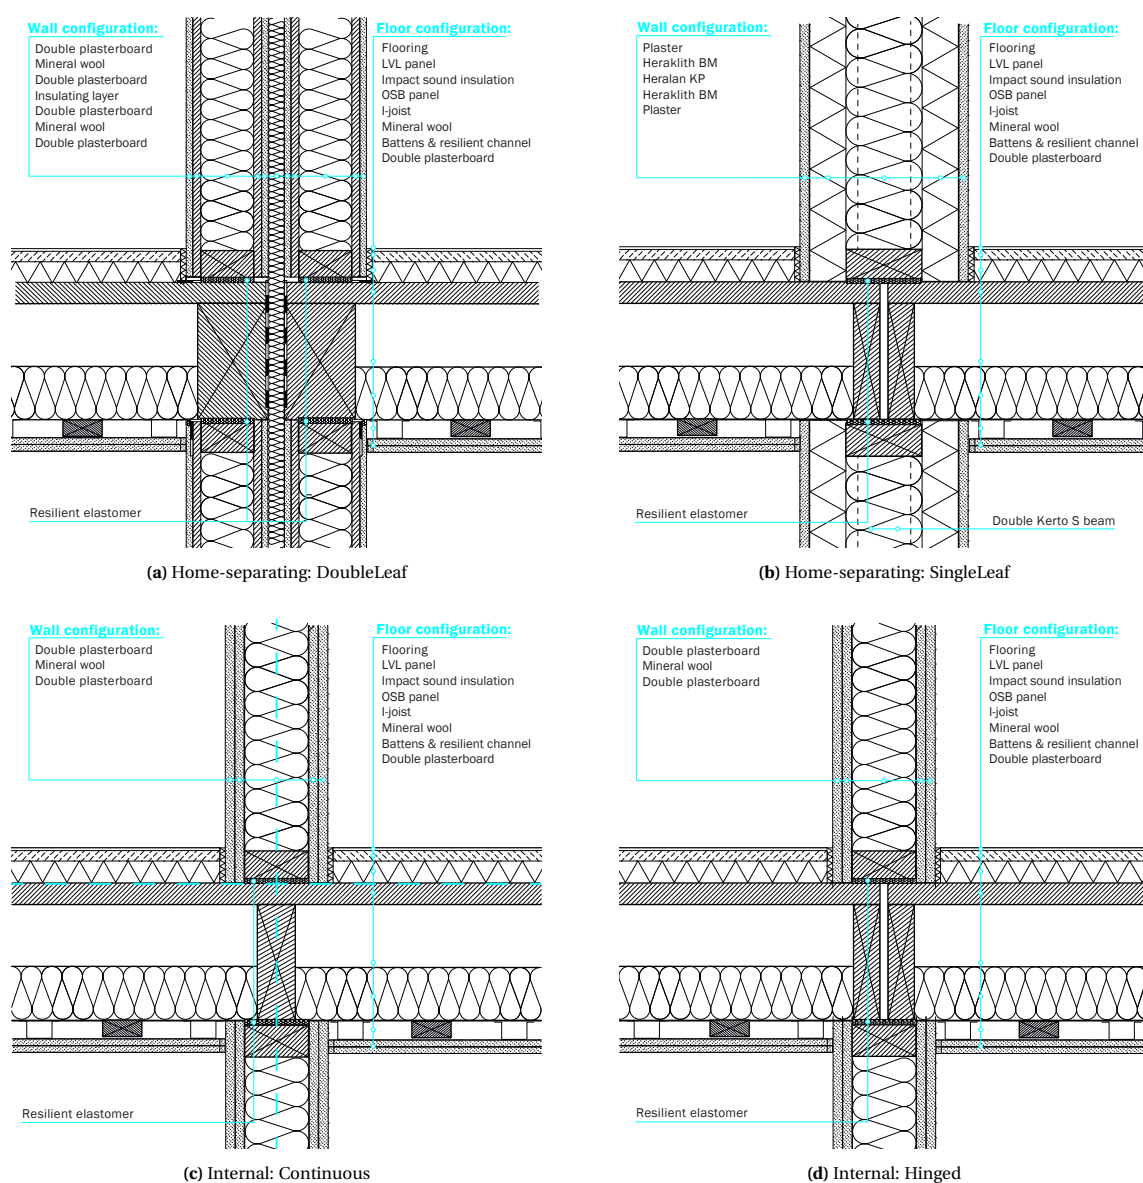 Wall configuration:
Double plasterboard
Mineral wool
Double plasterboard
Insulating layer
Double plasterboard
Mineral wool
Double plasterboard
Floor configuration:
Flooring
LVL panel
Impact sound insulation
OSB panel
I-joist
Mineral wool
Battens & resilient channel
Double plasterboard
Resilient elastomer
(a) Home-separating: DoubleLeaf
Wall configuration:
Plaster
Heraklith BM
Heralan KP
Heraklith BM
Plaster
Floor configuration:
Flooring
LVL panel
Impact sound insulation
OSB panel
I-joist
Mineral wool
Battens & resilient channel
Double plasterboard
Resilient elastomer
Double Kerto S beam
(b) Home-separating: SingleLeaf
Wall configuration:
Double plasterboard
Mineral wool
Double plasterboard
Floor configuration:
Flooring
LVL panel
Impact sound insulation
OSB panel
I-joist
Mineral wool
Battens & resilient channel
Double plasterboard
Resilient elastomer
(c) Internal: Continuous
Wall configuration:
Double plasterboard
Mineral wool
Double plasterboard
Floor configuration:
Flooring
LVL panel
Impact sound insulation
OSB panel
I-joist
Mineral wool
Battens & resilient channel
Double plasterboard
Resilient elastomer
(d) Internal: Hinged